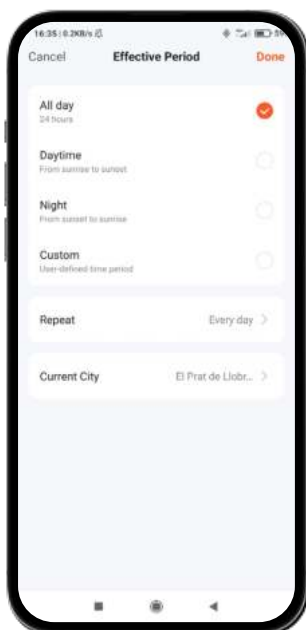 16:35 | 0.2KB/s
Cancel
Effective Period
Done
All day
24 hours
Daytime
From sunrise to sunset
Night
From sunset to sunrise
Custom
User-defined time period
Repeat
Every day
Current City
El Prat de Llobr...